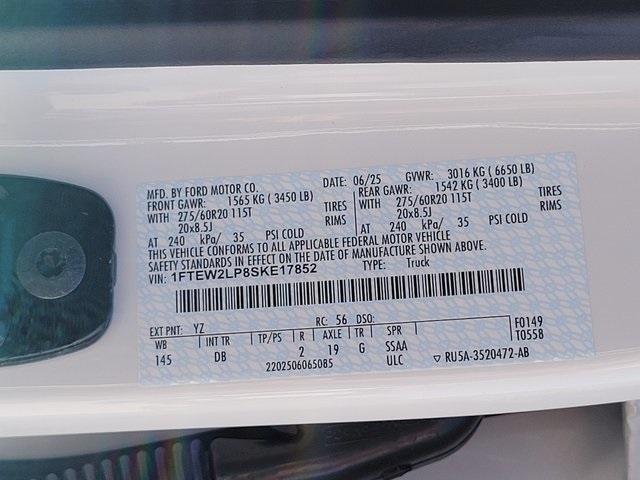 MFD. BY FORD MOTOR CO.
DATE: 06/25 GVWR: 3016 KG ( 6650 LB)
FRONT GAWR: 1565 KG ( 3450 LB)
REAR GAWR: 1542 KG ( 3400 LB)
WITH 275/60R20 115T TIRES
WITH 275/60R20 115T TIRES
20x8.5J RIMS
20x8.5J RIMS
AT 240 kPa/ 35 PSI COLD
AT 240 kPa/ 35 PSI COLD
THIS VEHICLE CONFORMS TO ALL APPLICABLE FEDERAL MOTOR VEHICLE
SAFETY STANDARDS IN EFFECT ON THE DATE OF MANUFACTURE SHOWN ABOVE.
VIN: 1FTEW2LP8SKE17852 TYPE: Truck
EXT PNT: YZ RC: 56 DSO:
F0149
WB INT TR TP/PS R AXLE TR SPR
T0558
145 DB 2 19 G SSAA
2202506065085 ULC ▽ RU5A-3520472-AB